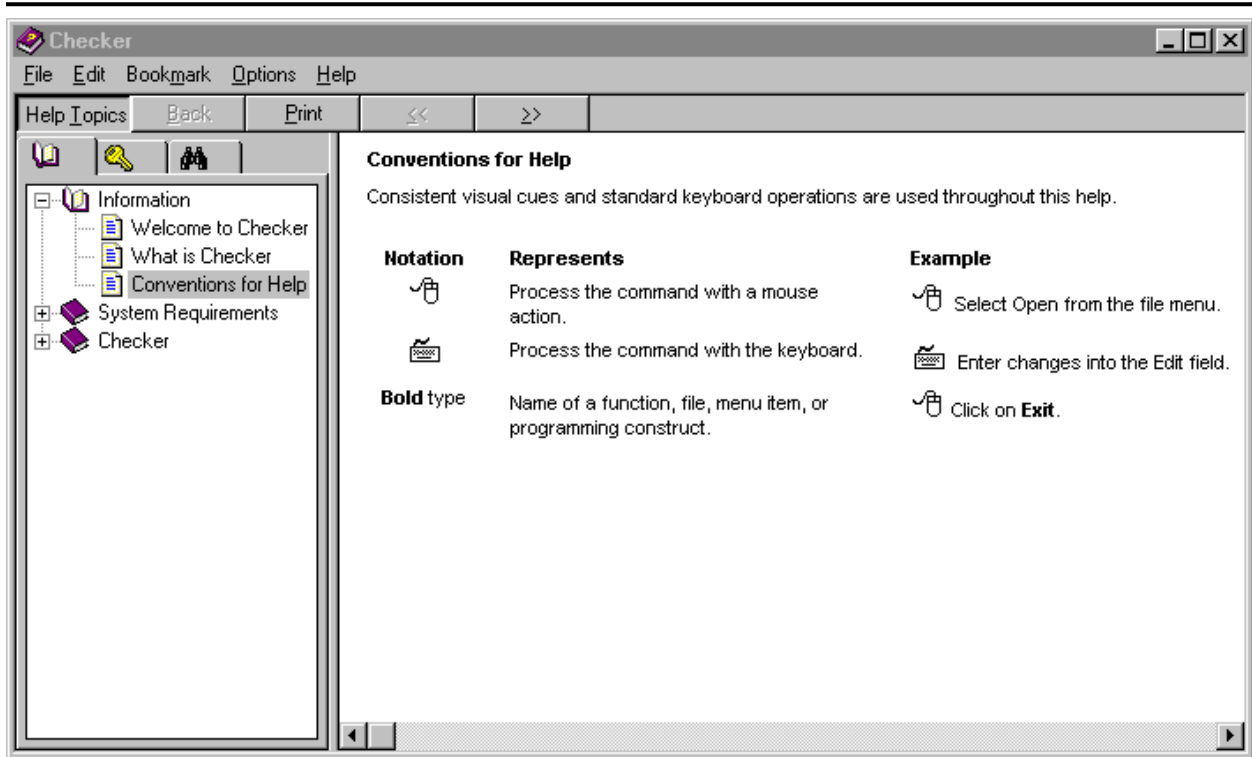 Checker
File Edit Bookmark Options Help
Help Topics Back Print << >>
Information
Welcome to Checker
What is Checker
Conventions for Help
System Requirements
Checker
Conventions for Help
Consistent visual cues and standard keyboard operations are used throughout this help.
Notation Represents Example
Process the command with a mouse
action.
Select Open from the file menu.
Process the command with the keyboard.
Enter changes into the Edit field.
Bold type
Name of a function, file, menu item, or
programming construct.
Click on Exit.